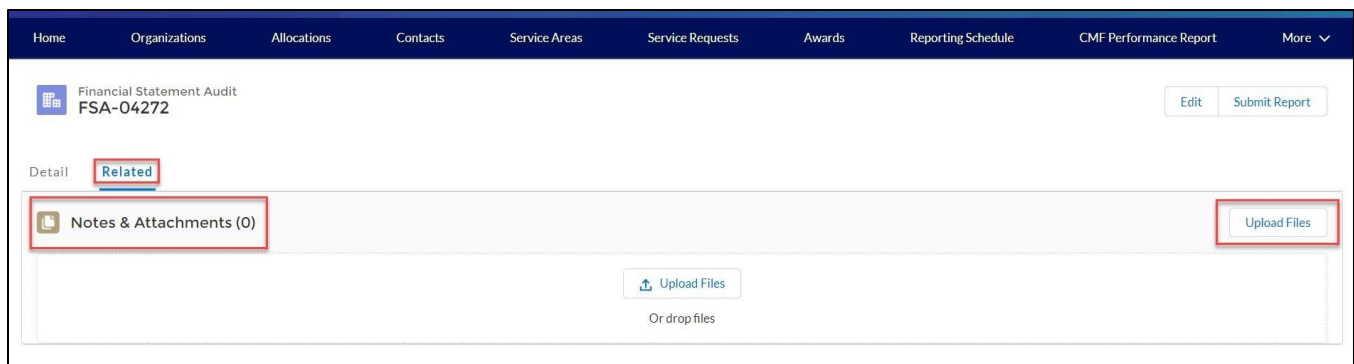 Home Organizations Allocations Contacts Service Areas Service Requests Awards Reporting Schedule CMF Performance Report More
Financial Statement Audit
FSA-04272
Edit Submit Report
Detail Related
Notes & Attachments (0) Upload Files
Upload Files
Or drop files